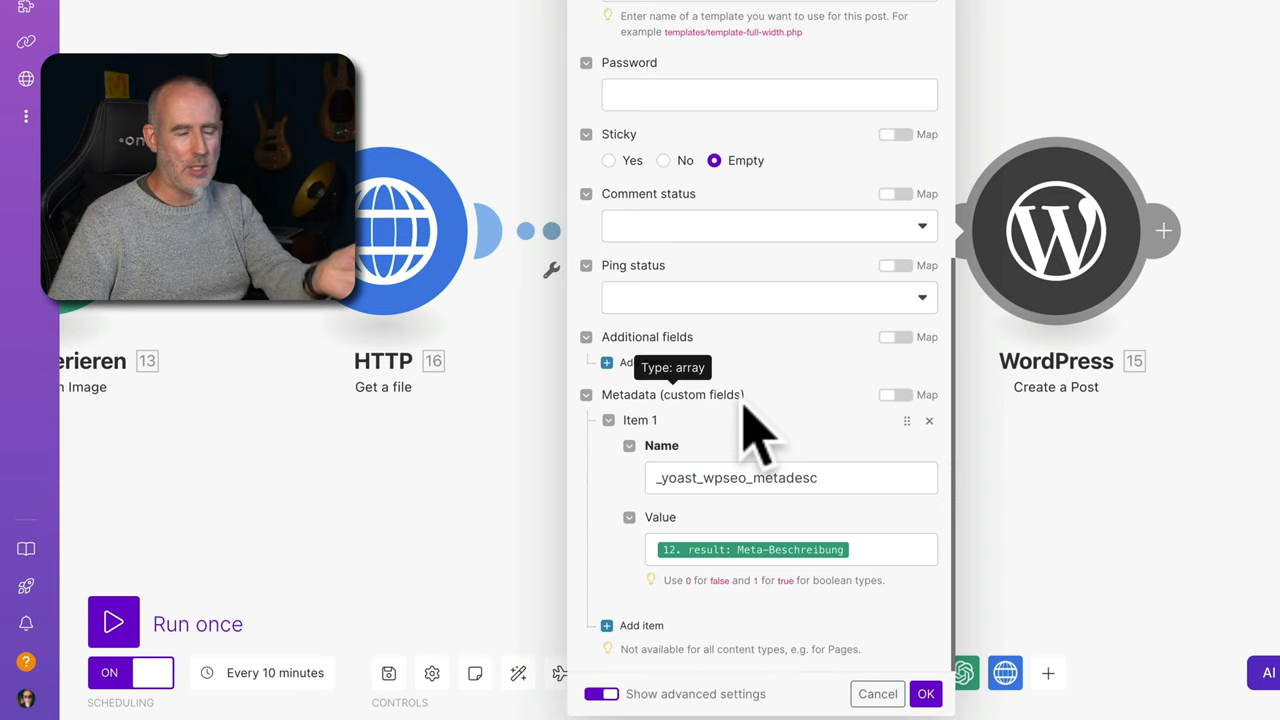 Enter name of a template you want to use for this post. For
example templates/template-full-width.php
Password
Sticky
Map
Yes
No
Empty
Comment status
Map
Ping status
Map
Additional fields
Map
Type: array
Metadata (custom fields)
Map
Item 1
Name
_yoast_wpseo_metadesc
Value
12. result: Meta-Beschreibung
Use 0 for false and 1 for true for boolean types.
Add item
Not available for all content types, e.g. for Pages.
Show advanced settings
Cancel
OK
erieren 13
n Image
HTTP 16
Get a file
WordPress 15
Create a Post
Run once
ON
Every 10 minutes
SCHEDULING
CONTROLS
AI